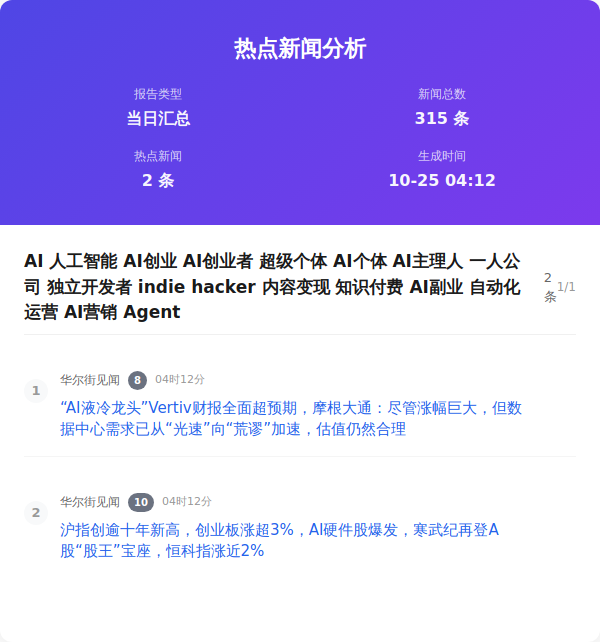 热点新闻分析
报告类型
新闻总数
当日汇总
315 条
热点新闻
生成时间
2 条
10-25 04:12
AI 人工智能 AI创业 AI创业者 超级个体 AI个体 AI主理人 一人公
司 独立开发者 indie hacker 内容变现 知识付费 AI副业 自动化
运营 AI营销 Agent
2
条
1/1
1
华尔街见闻 8 04时12分
“AI液冷龙头”Vertiv财报全面超预期，摩根大通：尽管涨幅巨大，但数
据中心需求已从“光速”向“荒谬”加速，估值仍然合理
2
华尔街见闻 10 04时12分
沪指创逾十年新高，创业板涨超3%，AI硬件股爆发，寒武纪再登A
股“股王”宝座，恒科指涨近2%